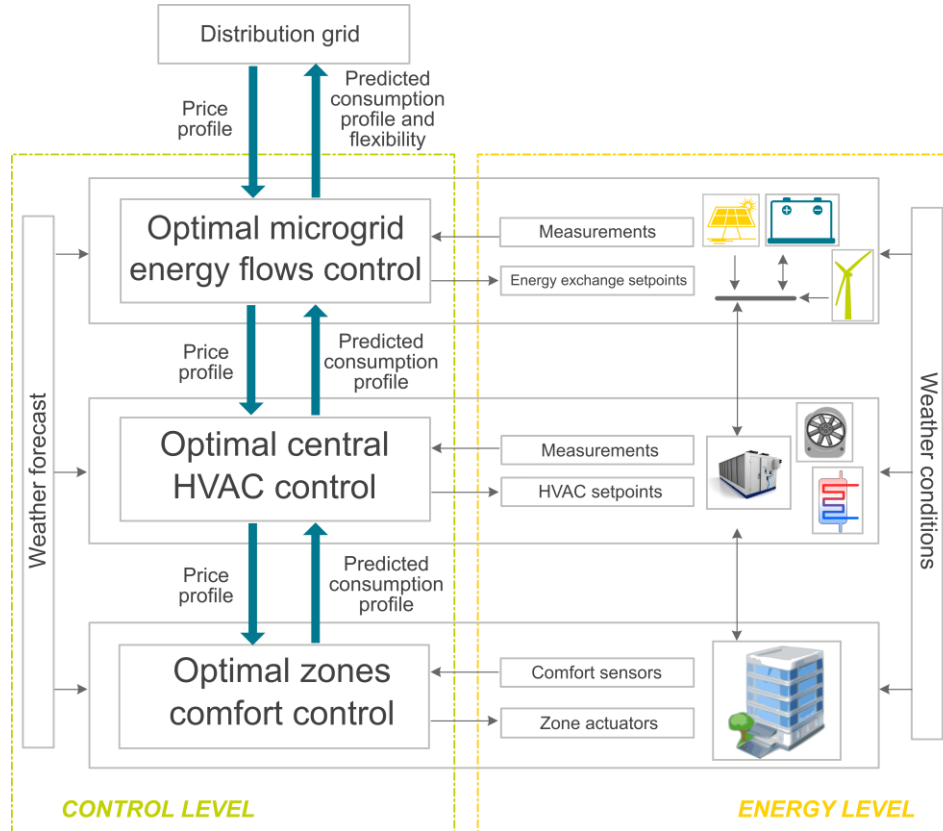 Distribution grid
Price
profile
Predicted
consumption
profile and
flexibility
Optimal microgrid
energy flows control
Measurements
Energy exchange setpoints
Price
profile
Predicted
consumption
profile
Weather forecast
Weather conditions
Optimal central
HVAC control
Measurements
HVAC setpoints
Price
profile
Predicted
consumption
profile
Optimal zones
comfort control
Comfort sensors
Zone actuators
CONTROL LEVEL
ENERGY LEVEL